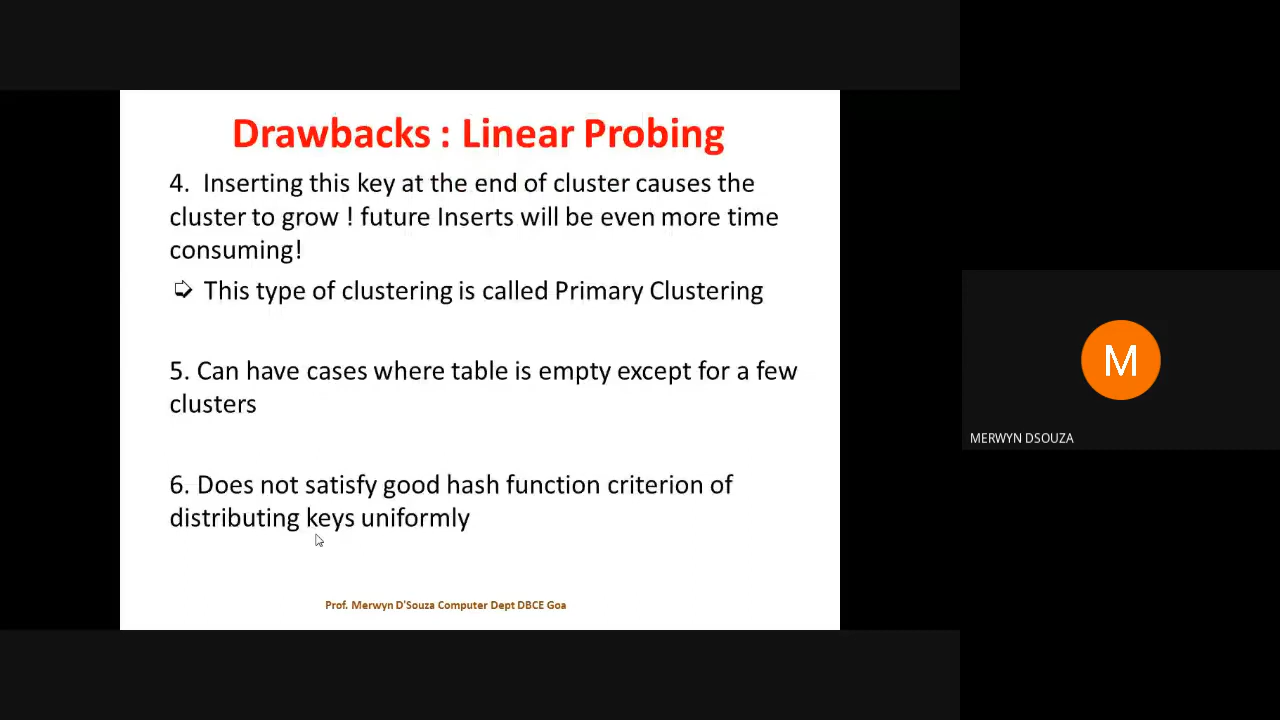 Drawbacks : Linear Probing
4. Inserting this key at the end of cluster causes the
cluster to grow ! future Inserts will be even more time
consuming!
➩ This type of clustering is called Primary Clustering
5. Can have cases where table is empty except for a few
clusters
6. Does not satisfy good hash function criterion of
distributing keys uniformly
Prof. Merwyn D'Souza Computer Dept DBCE Goa
M
MERWYN DSOUZA